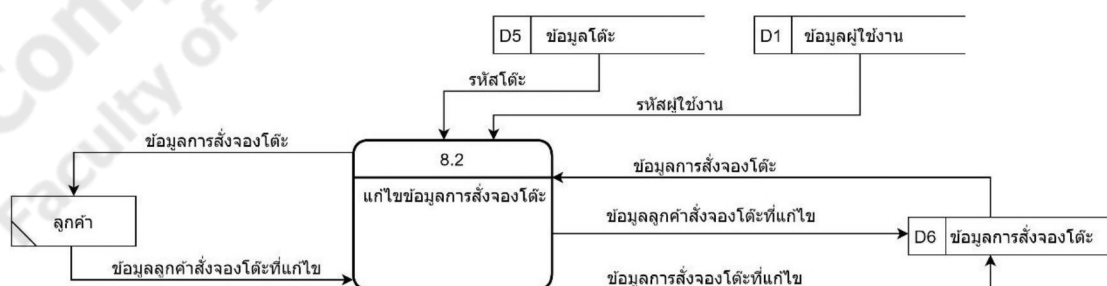 Com
Faculty of
D5 ข้อมูลโต๊ะ
D1 ข้อมูลผู้ใช้งาน
รหัสโต๊ะ
รหัสผู้ใช้งาน
ข้อมูลการสั่งจองโต๊ะ
8.2
ข้อมูลการสั่งจองโต๊ะ
แก้ไขข้อมูลการสั่งจองโต๊ะ
ลูกค้า
ข้อมูลลูกค้าสั่งจองโต๊ะที่แก้ไข
D6 ข้อมูลการสั่งจองโต๊ะ
ข้อมูลลูกค้าสั่งจองโต๊ะที่แก้ไข
ข้อมูลการสั่งจองโต๊ะที่แก้ไข